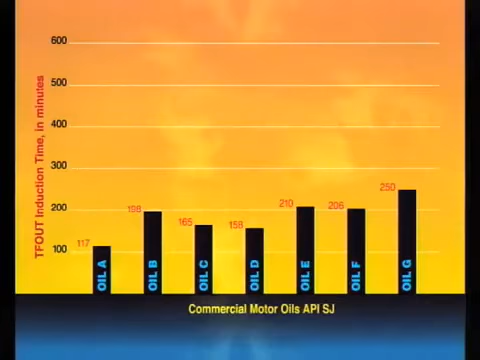 600
500
400
300
200
100
TFOUT Induction Time, in minutes
117
198
165
158
210
206
250
OIL A
OIL B
OIL C
OIL D
OIL E
OIL F
OIL G
Commercial Motor Oils API SJ